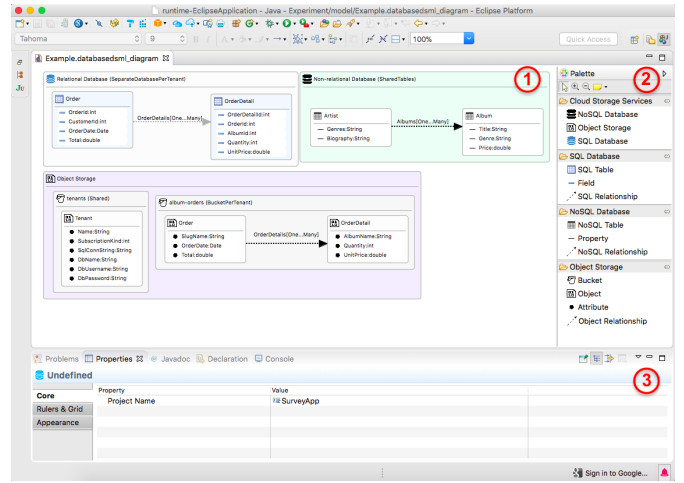 runtime-EclipseApplication - Java - Experiment/model/Example.databasedsml_diagram - Eclipse Platform
Tahoma 9 B I A 100% Quick Access
Example.databasedsml_diagram
Ju
Relational Database (SeparateDatabasePerTenant)
Order
OrderId:int
CustomerId:int
OrderDate:Date
Total:double
OrderDetails[One...Many]
OrderDetail
OrderDetailId:int
OrderId:int
AlbumId:int
Quantity:int
UnitPrice:double
Non-relational Database (SharedTables)
1
Artist
Genres:String
Biography:String
Albums[One...Many]
Album
Title:String
Genre:String
Price:double
Object Storage
tenants (Shared)
Tenant
Name:String
SubscriptionKind:int
SqlConnString:String
DbName:String
DbUsername:String
DbPassword:String
album-orders (BucketPerTenant)
Order
SlugName:String
OrderDate:Date
Total:double
OrderDetails[One...Many]
OrderDetail
AlbumName:String
Quantity:int
UnitPrice:double
Palette
2
Cloud Storage Services
NoSQL Database
Object Storage
SQL Database
SQL Database
SQL Table
Field
SQL Relationship
NoSQL Database
NoSQL Table
Property
NoSQL Relationship
Object Storage
Bucket
Object
Attribute
Object Relationship
Problems Properties Javadoc Declaration Console
Undefined
3
Core
Rulers & Grid
Appearance
Property Value
Project Name SurveyApp
Sign in to Google...